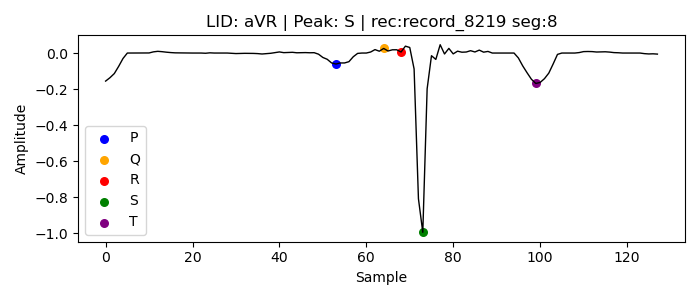 LID: aVR | Peak: S | rec:record_8219 seg:8
Amplitude
0.0
−0.2
−0.4
−0.6
−0.8
−1.0
P
Q
R
S
T
0 20 40 60 80 100 120
Sample